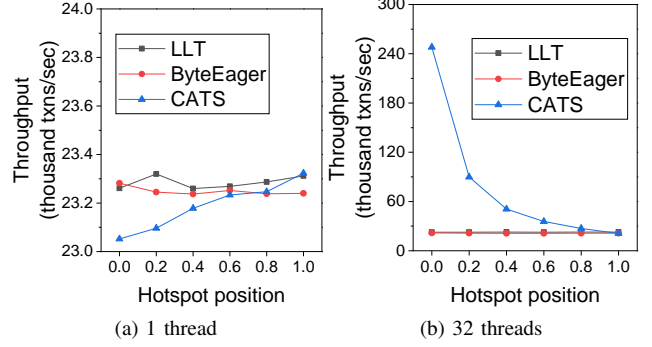 24.0
23.8
23.6
23.4
23.2
23.0
Throughput
(thousand txns/sec)
LLT
ByteEager
CATS
0.0 0.2 0.4 0.6 0.8 1.0
Hotspot position
(a) 1 thread
300
240
180
120
60
0
Throughput
(thousand txns/sec)
LLT
ByteEager
CATS
0.0 0.2 0.4 0.6 0.8 1.0
Hotspot position
(b) 32 threads